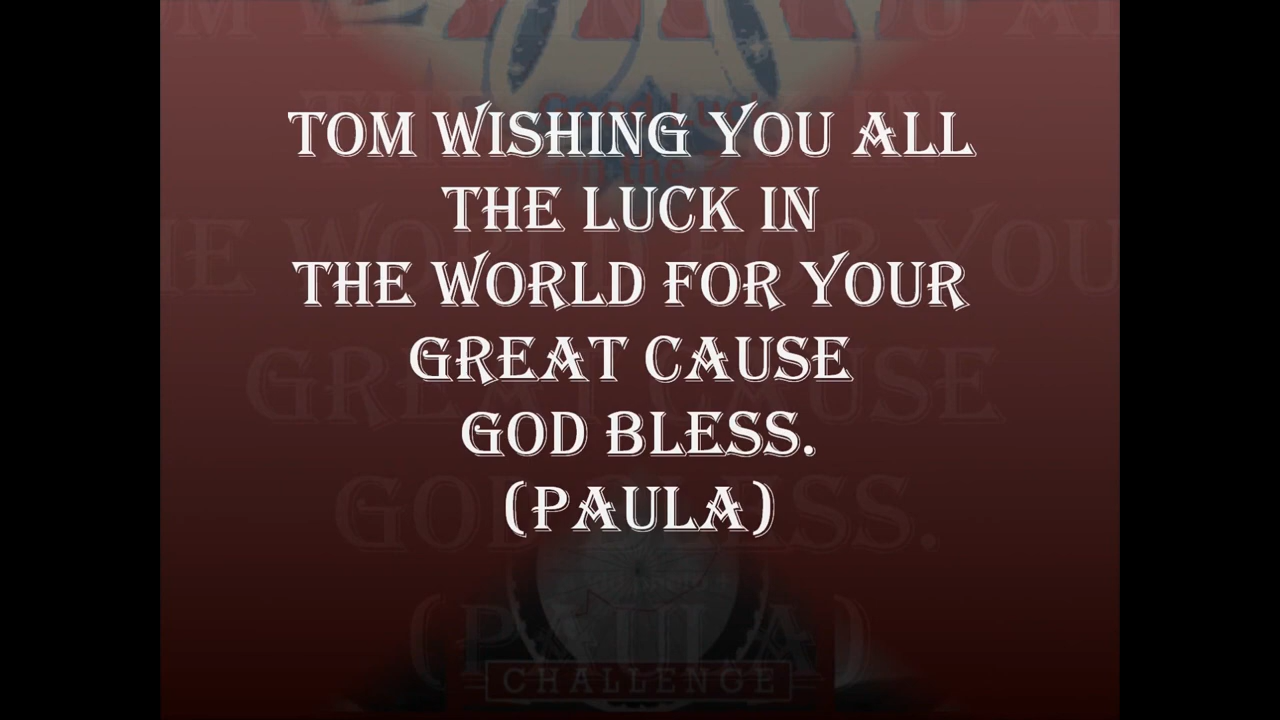 TOM WISHING YOU ALL
THE LUCK IN
THE WORLD FOR YOUR
GREAT CAUSE
GOD BLESS.
(PAULA)
CHALLENGE